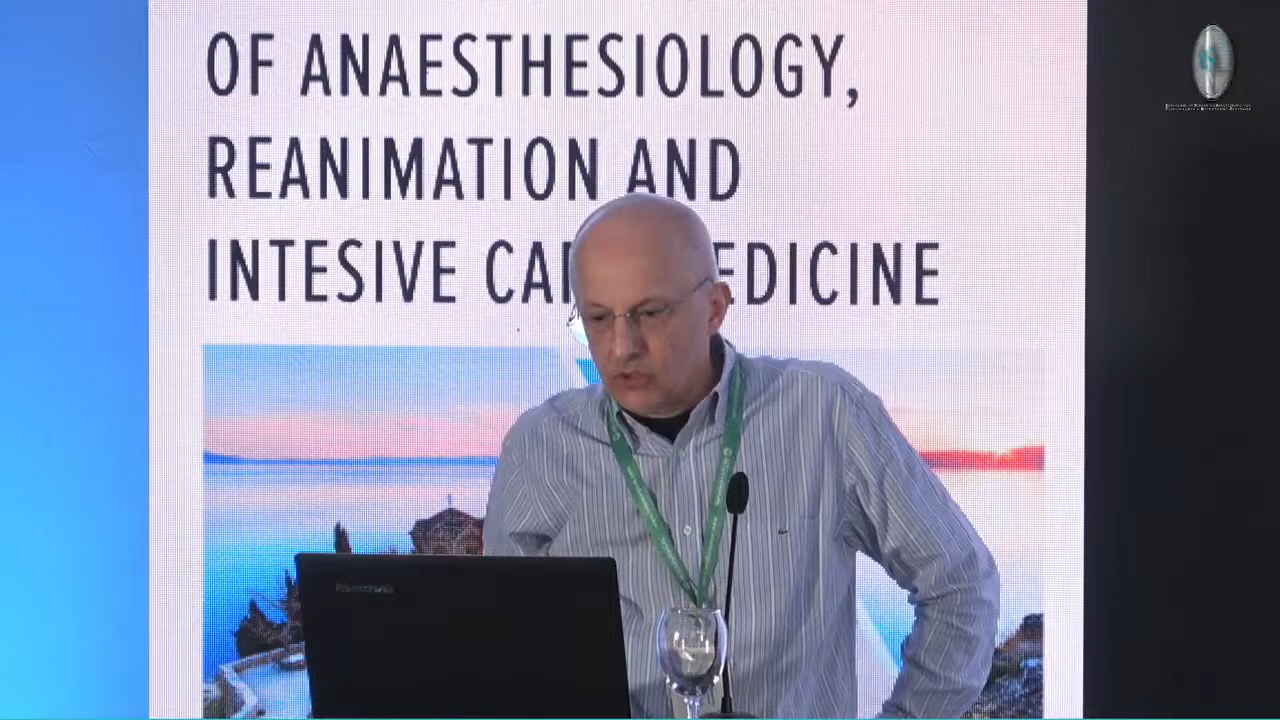 OF ANAESTHESIOLOGY,
REANIMATION AND
INTESIVE CA EDICINE